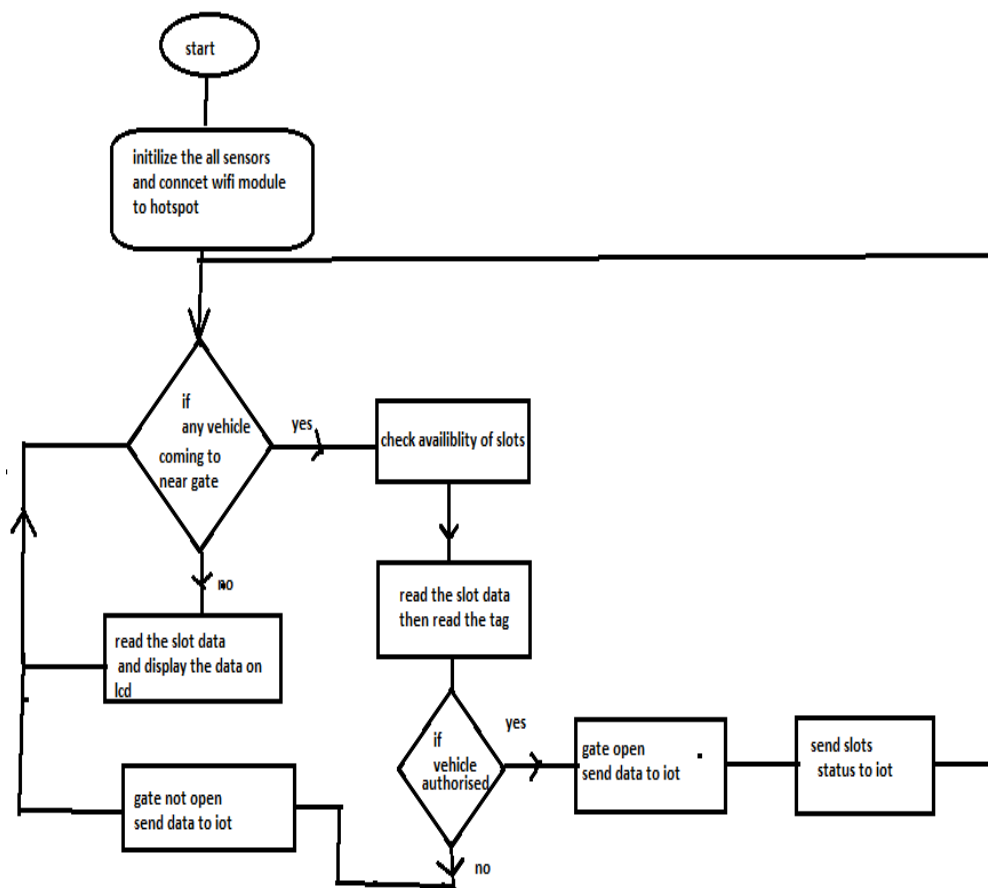 start
initilize the all sensors
and conncet wifi module
to hotspot
if
any vehicle
coming to
near gate
yes
check availiblity of slots
no
read the slot data
and display the data on
lcd
read the slot data
then read the tag
if
vehicle
authorised
yes
gate open
send data to iot
send slots
status to iot
gate not open
send data to iot
no